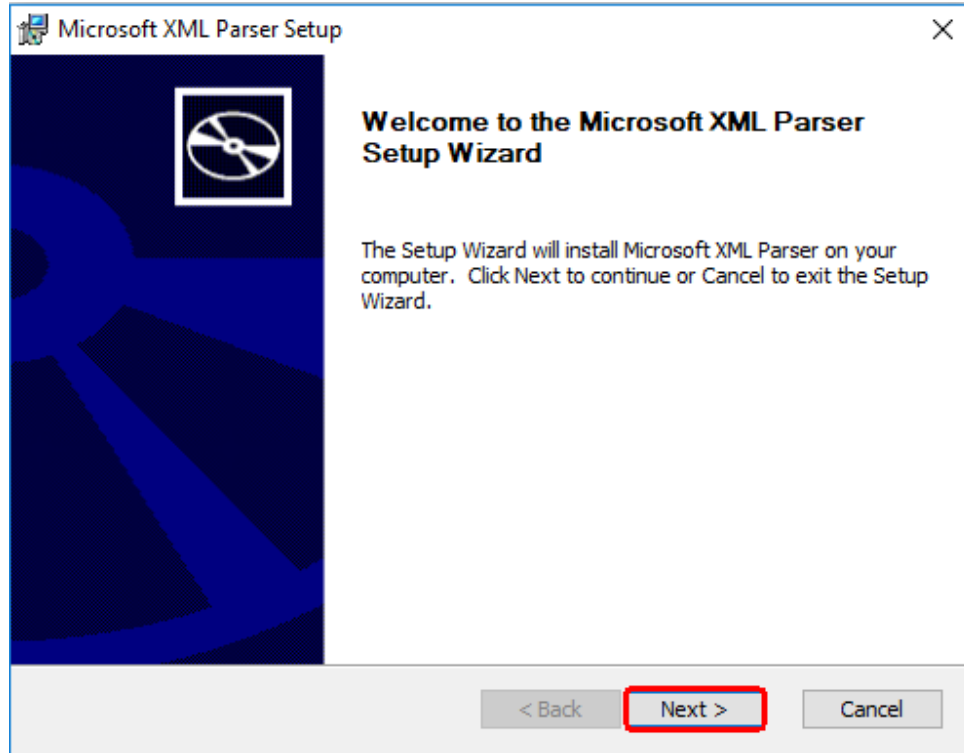 Microsoft XML Parser Setup
Welcome to the Microsoft XML Parser
Setup Wizard
The Setup Wizard will install Microsoft XML Parser on your
computer.  Click Next to continue or Cancel to exit the Setup
Wizard.
< Back
Next >
Cancel